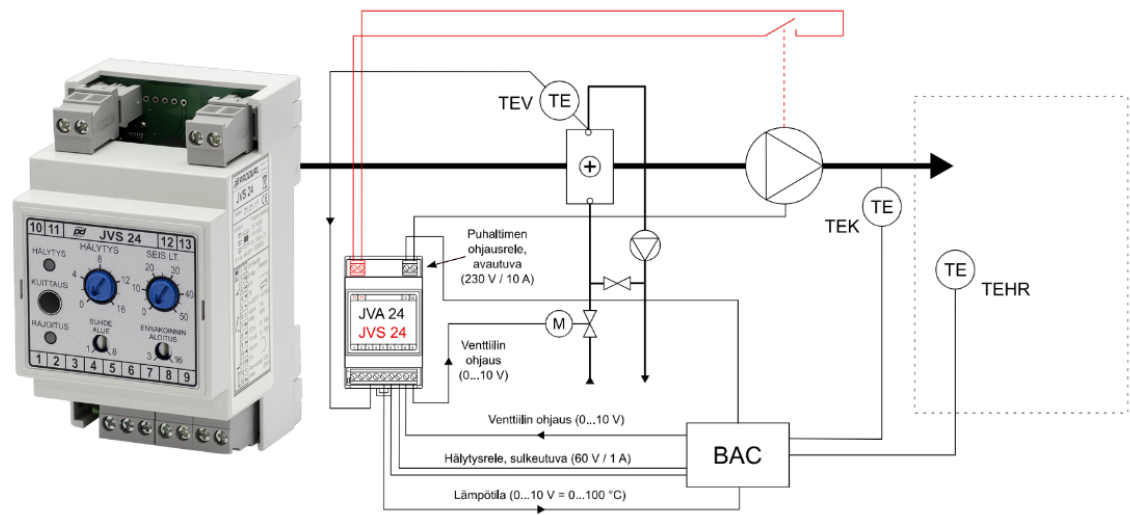 PRODUAL
JVS 24
10 11 pd JVS 24 12 13
HÄLYTYS
SEIS LT.
HÄLYTYS
KUITTAUS
RAJOITUS
0 4 8 12 16
0 10 20 30 40 50
SUHDE
ALUE
1 8
ENNAKOINNIN
ALOITUS
3 16
1 2 3 4 5 6 7 8 9
TEV
TE
+
TE
TEK
TE
TEHR
Puhaltimen
ohjausrele,
avautuva
(230 V / 10 A)
JVA 24
JVS 24
M
Venttiilin
ohjaus
(0...10 V)
Venttiilin ohjaus (0...10 V)
Hälytysrele, sulkeutuva (60 V / 1 A)
Lämpötila (0...10 V = 0...100 °C)
BAC